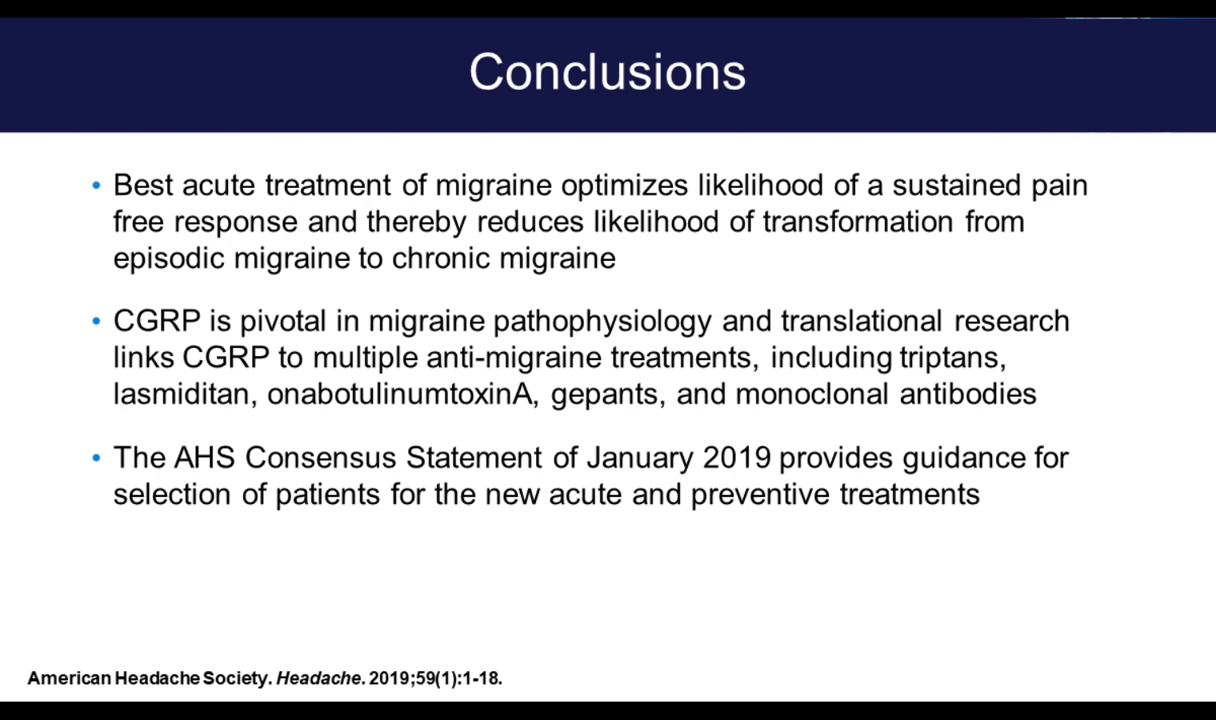 Conclusions
• Best acute treatment of migraine optimizes likelihood of a sustained pain
free response and thereby reduces likelihood of transformation from
episodic migraine to chronic migraine
• CGRP is pivotal in migraine pathophysiology and translational research
links CGRP to multiple anti-migraine treatments, including triptans,
lasmiditan, onabotulinumtoxinA, gepants, and monoclonal antibodies
• The AHS Consensus Statement of January 2019 provides guidance for
selection of patients for the new acute and preventive treatments
American Headache Society. Headache. 2019;59(1):1-18.